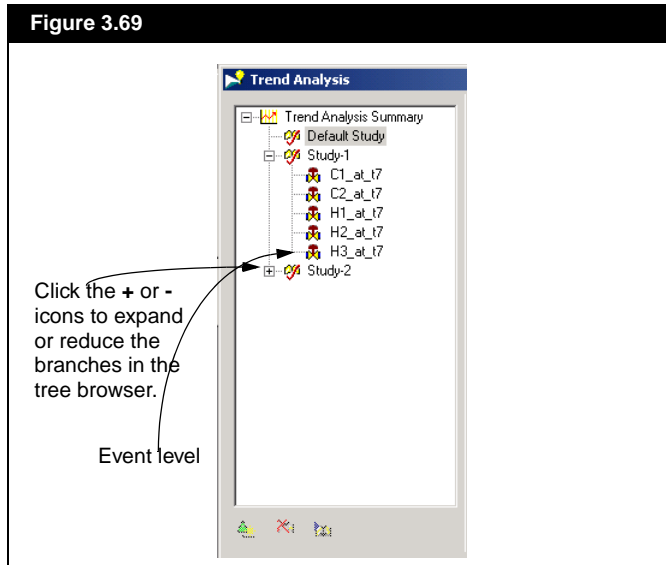 Figure 3.69
Trend Analysis
Trend Analysis Summary
Default Study
Study-1
C1_at_t7
C2_at_t7
H1_at_t7
H2_at_t7
H3_at_t7
Study-2
Click the + or -
icons to expand
or reduce the
branches in the
tree browser.
Event level